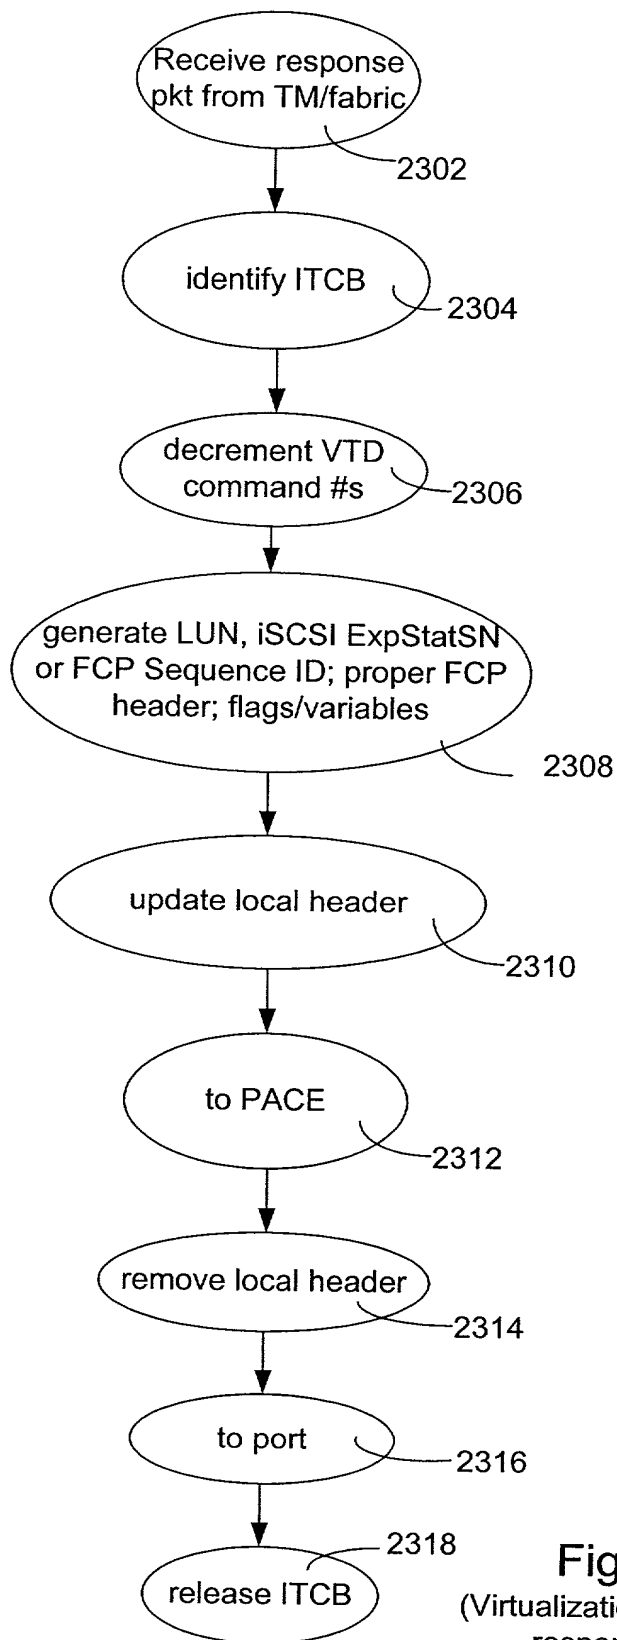 Receive response
pkt from TM/fabric
2302
identify ITCB
2304
decrement VTD
command #s
2306
generate LUN, iSCSI ExpStatSN
or FCP Sequence ID; proper FCP
header; flags/variables
2308
update local header
2310
to PACE
2312
remove local header
2314
to port
2316
2318
release ITCB
Fig